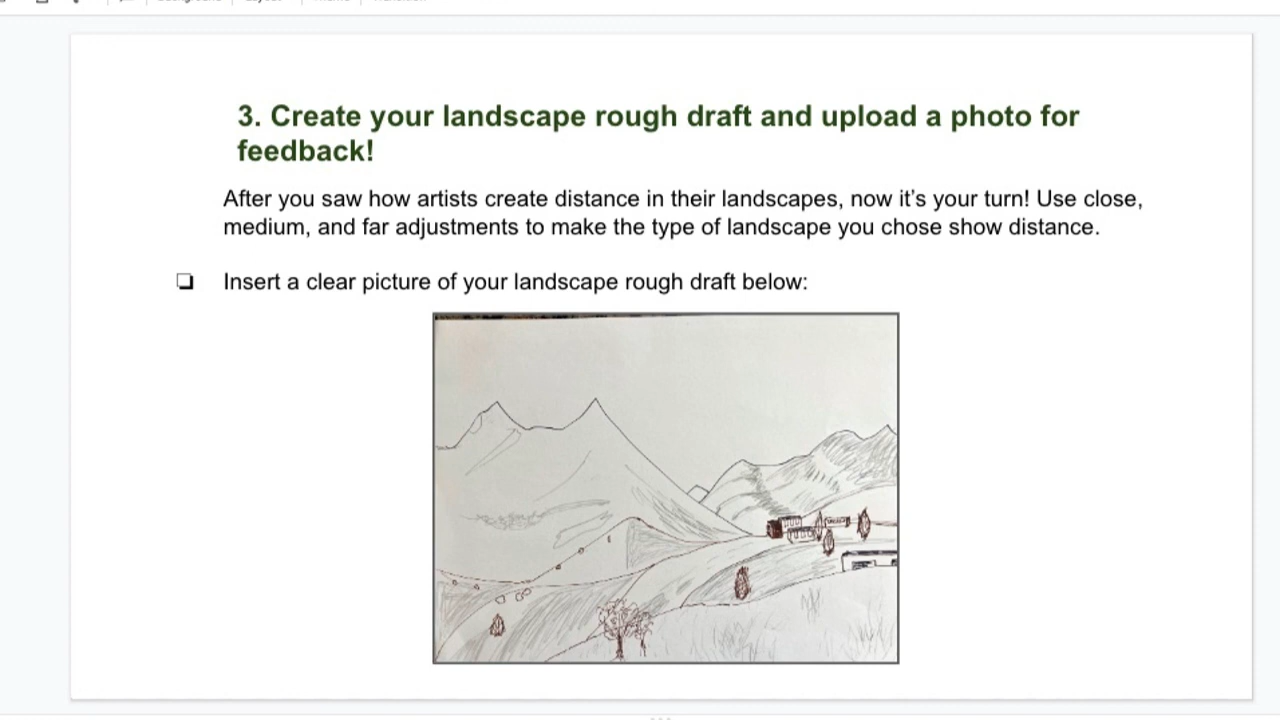 3. Create your landscape rough draft and upload a photo for
feedback!
After you saw how artists create distance in their landscapes, now it’s your turn! Use close,
medium, and far adjustments to make the type of landscape you chose show distance.
Insert a clear picture of your landscape rough draft below: